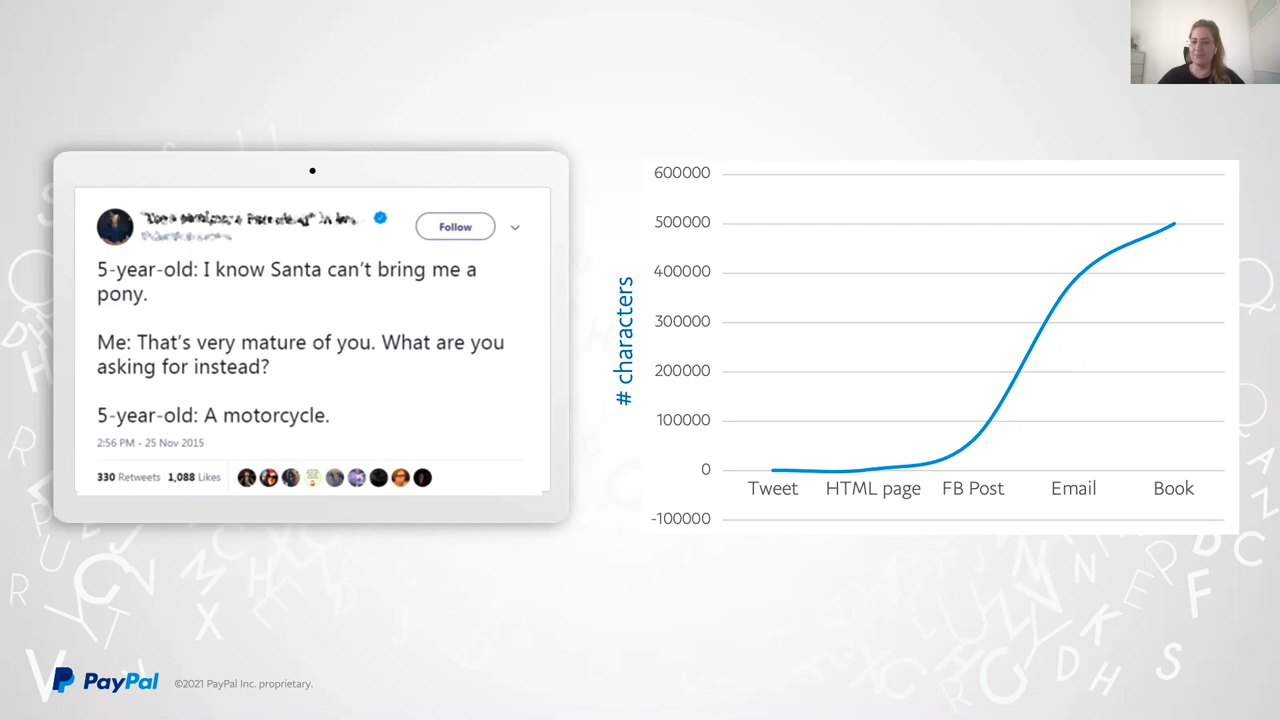 Follow
5-year-old: I know Santa can't bring me a
pony.
Me: That's very mature of you. What are you
asking for instead?
5-year-old: A motorcycle.
2:56 PM - 25 Nov 2015
330 Retweets 1,088 Likes
# characters
600000
500000
400000
300000
200000
100000
0
-100000
Tweet HTML page FB Post Email Book
PayPal ©2021 PayPal Inc. proprietary.